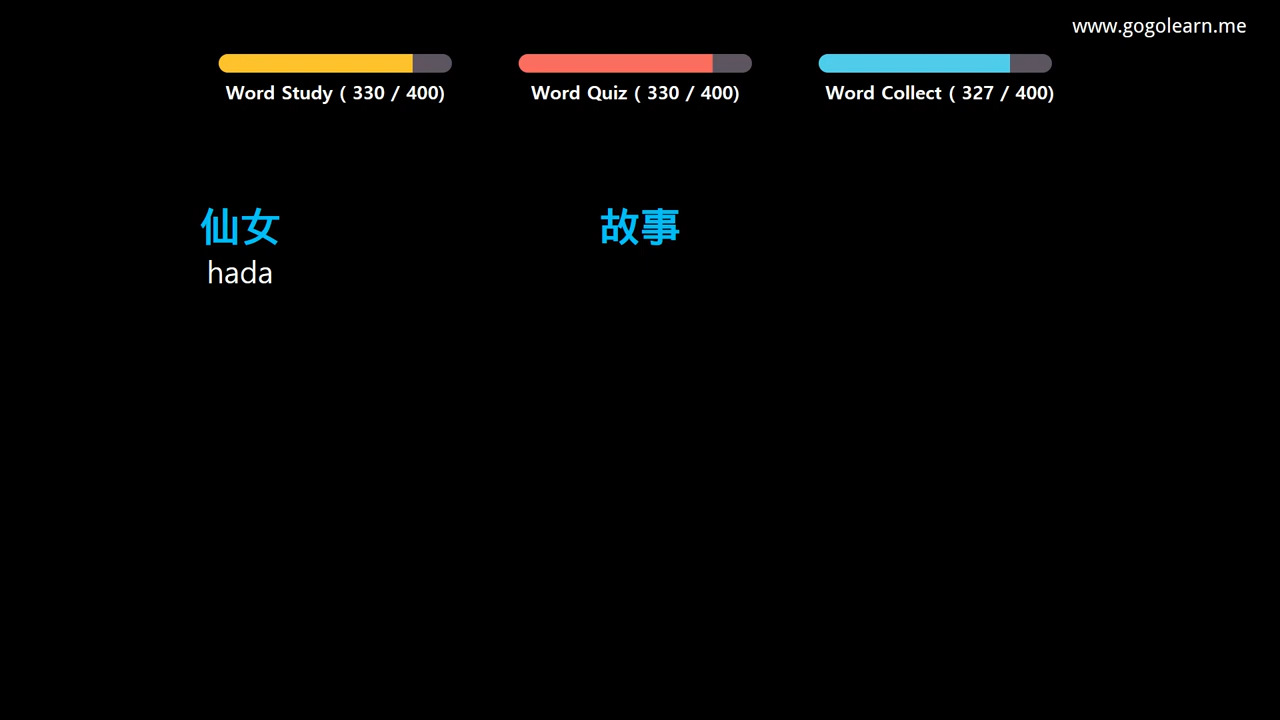 www.gogolearn.me
Word Study ( 330 / 400)
Word Quiz ( 330 / 400)
Word Collect ( 327 / 400)
仙女
hada
故事